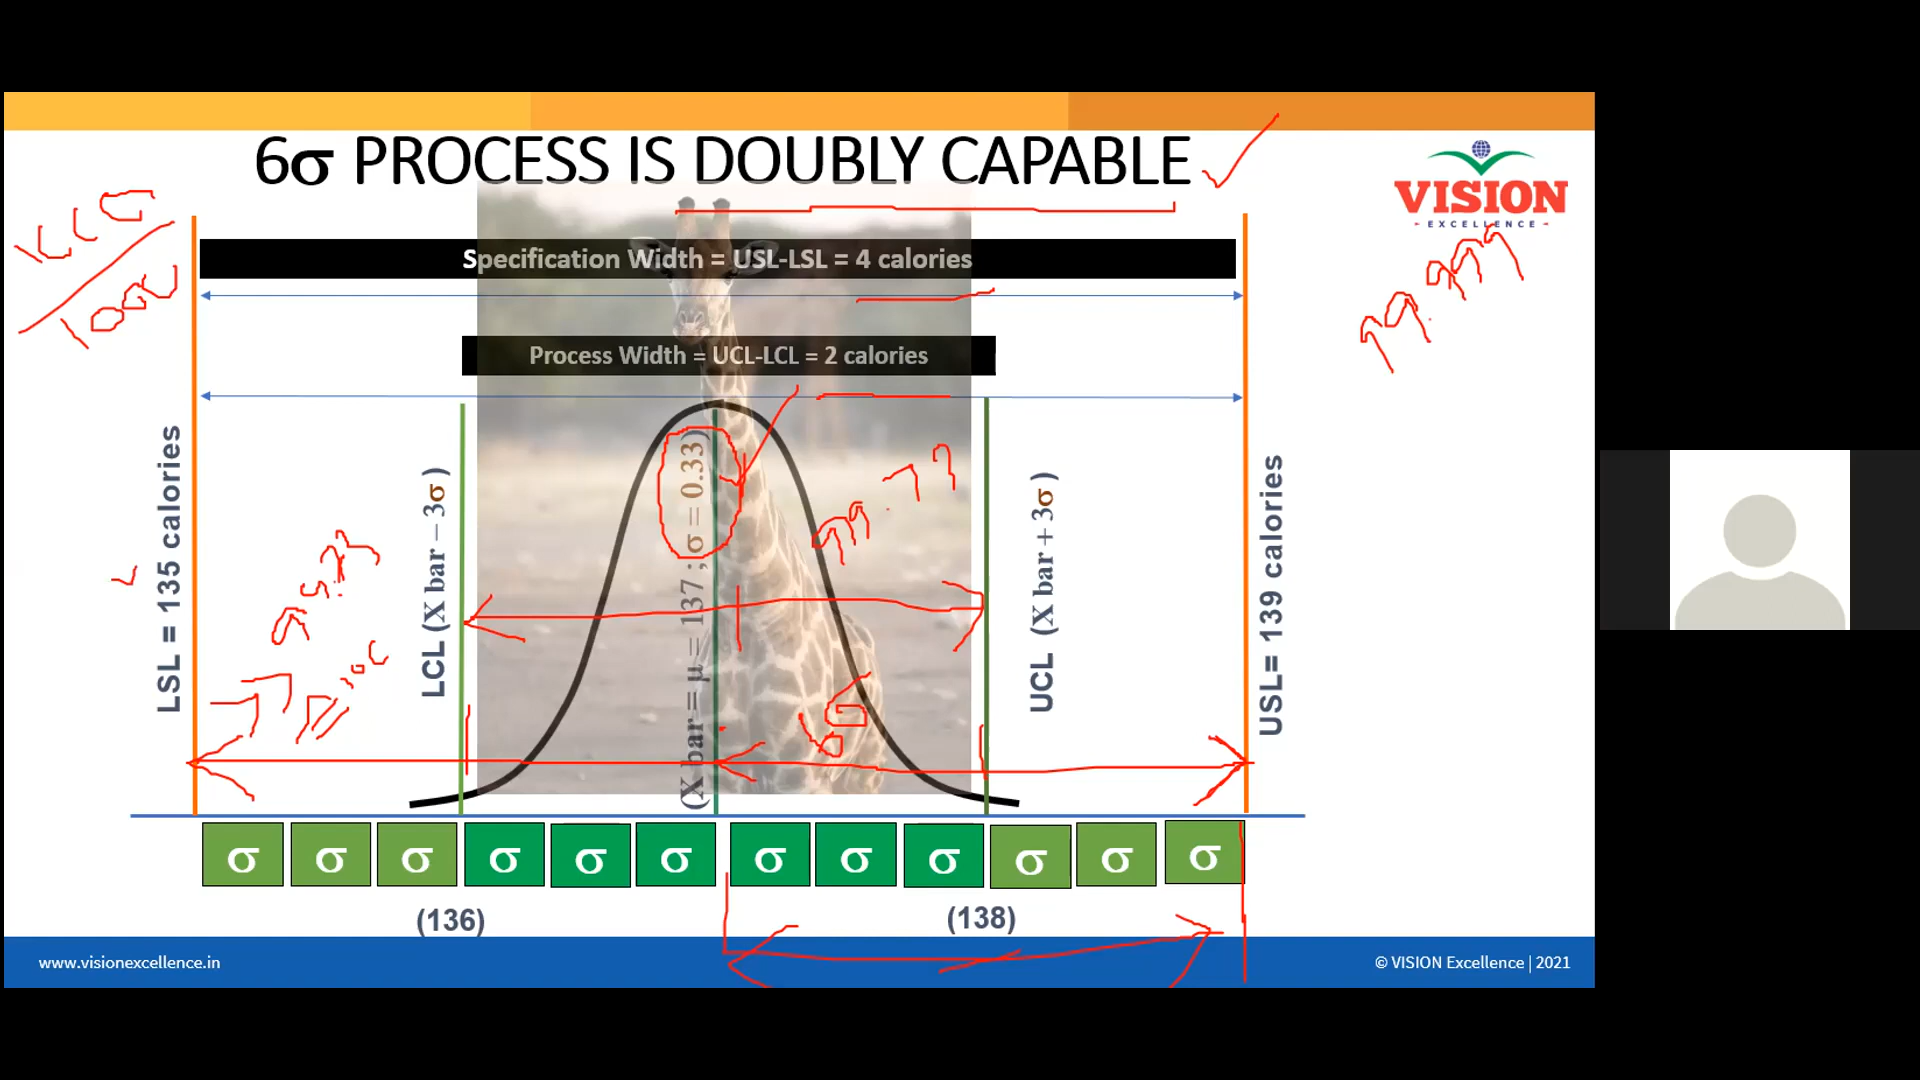 6σ PROCESS IS DOUBLY CAPABLE
VISION
EXCELLENCE
Specification Width = USL-LSL = 4 calories
Process Width = UCL-LCL = 2 calories
LSL = 135 calories
LCL (X bar – 3σ )
(X bar = μ = 137 ; σ = 0.33)
UCL (X bar + 3σ )
USL= 139 calories
σ σ σ σ σ σ σ σ σ σ σ σ
(136) (138)
www.visionexcellence.in
© VISION Excellence | 2021